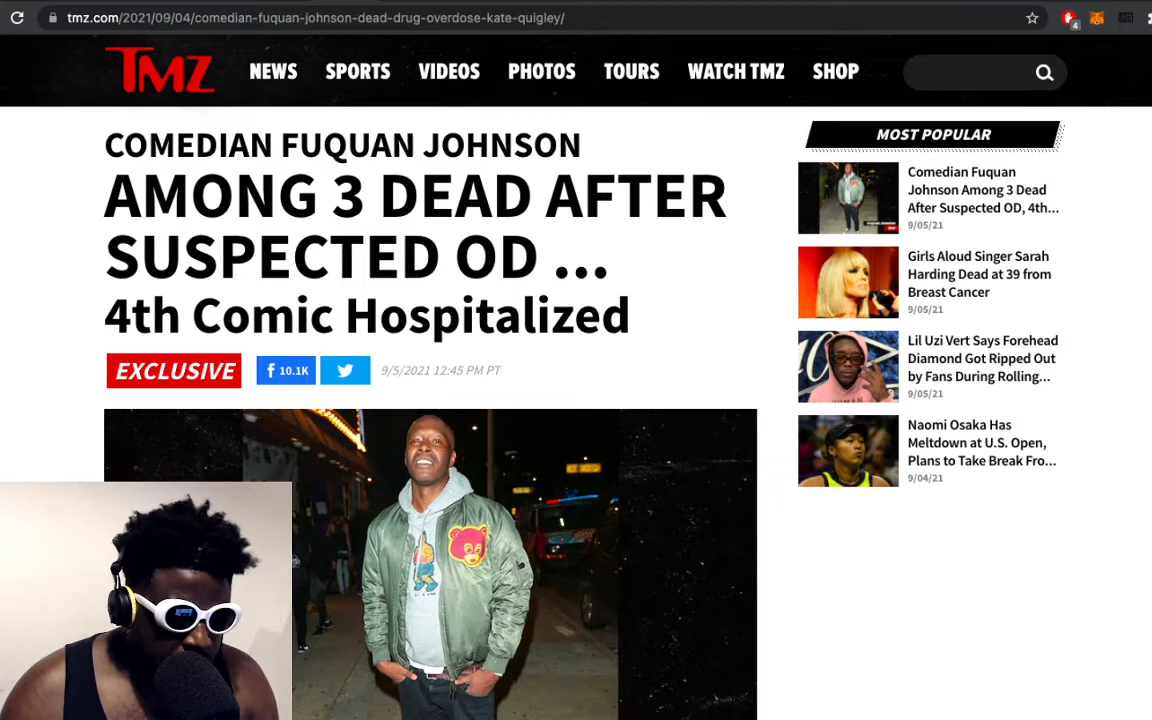 tmz.com/2021/09/04/comedian-fuquan-johnson-dead-drug-overdose-kate-quigley/
4
TMZ
NEWS SPORTS VIDEOS PHOTOS TOURS WATCH TMZ SHOP
COMEDIAN FUQUAN JOHNSON
AMONG 3 DEAD AFTER
SUSPECTED OD ...
4th Comic Hospitalized
EXCLUSIVE
f 10.1K
9/5/2021 12:45 PM PT
MOST POPULAR
Comedian Fuquan
Johnson Among 3 Dead
After Suspected OD, 4th...
9/05/21
Girls Aloud Singer Sarah
Harding Dead at 39 from
Breast Cancer
9/05/21
Lil Uzi Vert Says Forehead
Diamond Got Ripped Out
by Fans During Rolling...
9/05/21
Naomi Osaka Has
Meltdown at U.S. Open,
Plans to Take Break Fro...
9/04/21